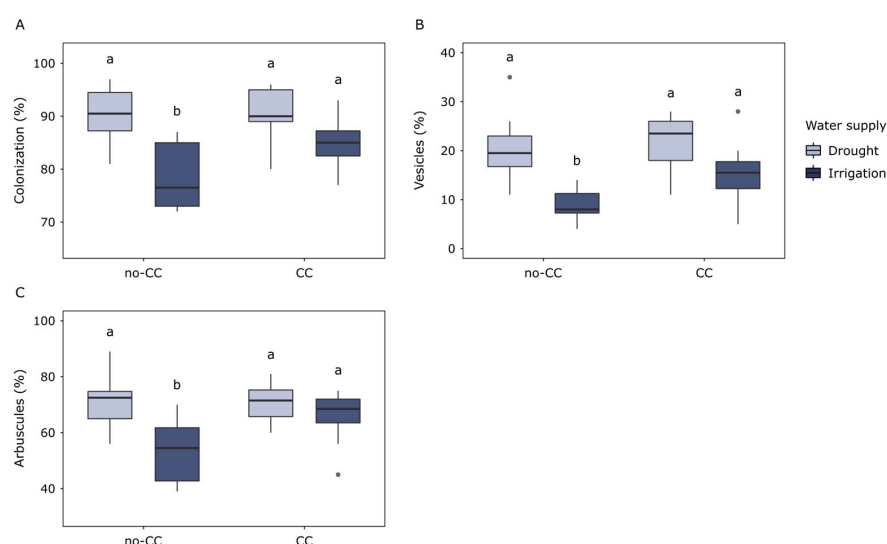 A
Colonization (%)
100
90
80
70
a
b
a
a
no-CC
CC
B
Vesicles (%)
40
30
20
10
0
a
b
a
a
no-CC
CC
Water supply
Drought
Irrigation
C
Arbuscules (%)
100
80
60
40
a
b
a
a
no-CC
CC